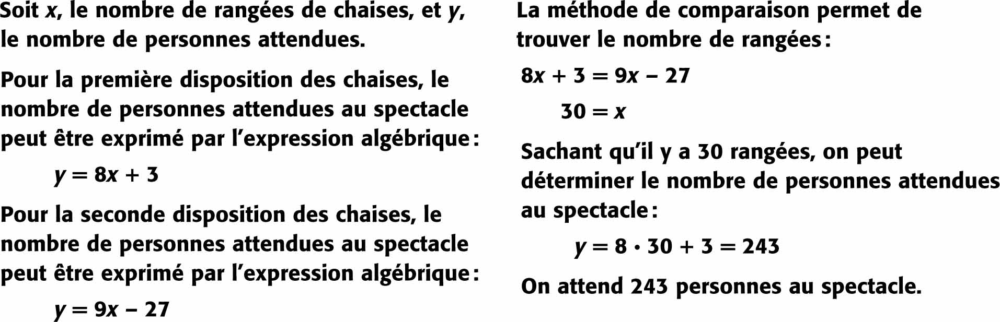 Soit x, le nombre de rangées de chaises, et y,
le nombre de personnes attendues.
Pour la première disposition des chaises, le
nombre de personnes attendues au spectacle
peut être exprimé par l’expression algébrique :
y = 8x + 3
Pour la seconde disposition des chaises, le
nombre de personnes attendues au spectacle
peut être exprimé par l’expression algébrique :
y = 9x – 27
La méthode de comparaison permet de
trouver le nombre de rangées :
8x + 3 = 9x – 27
30 = x
Sachant qu’il y a 30 rangées, on peut
déterminer le nombre de personnes attendues
au spectacle :
y = 8 • 30 + 3 = 243
On attend 243 personnes au spectacle.